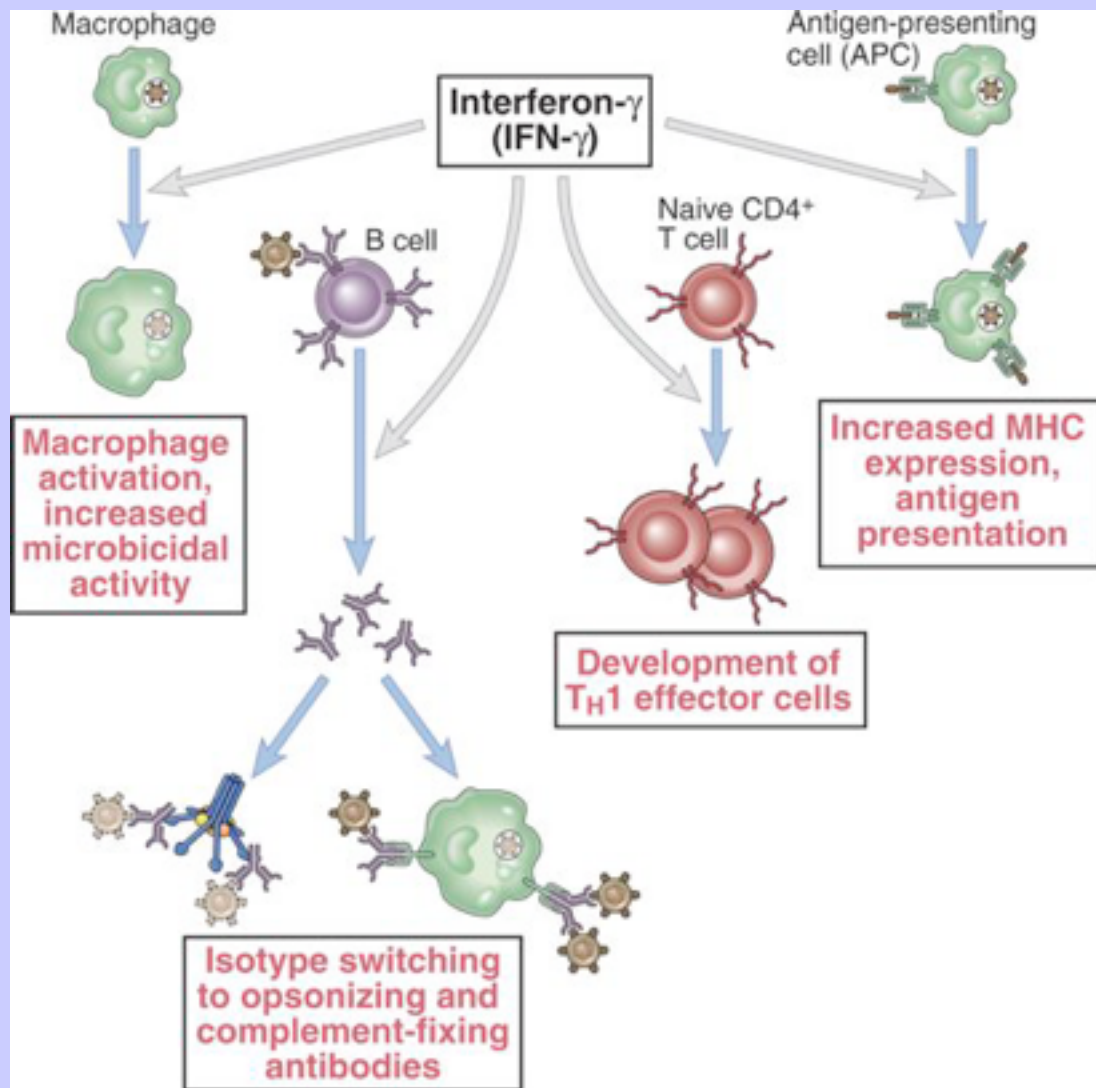 Macrophage
Antigen-presenting
cell (APC)
Interferon-γ
(IFN-γ)
B cell
Naive CD4⁺
T cell
Macrophage
activation,
increased
microbicidal
activity
Increased MHC
expression,
antigen
presentation
Development of
T_H1 effector cells
Isotype switching
to opsonizing and
complement-fixing
antibodies